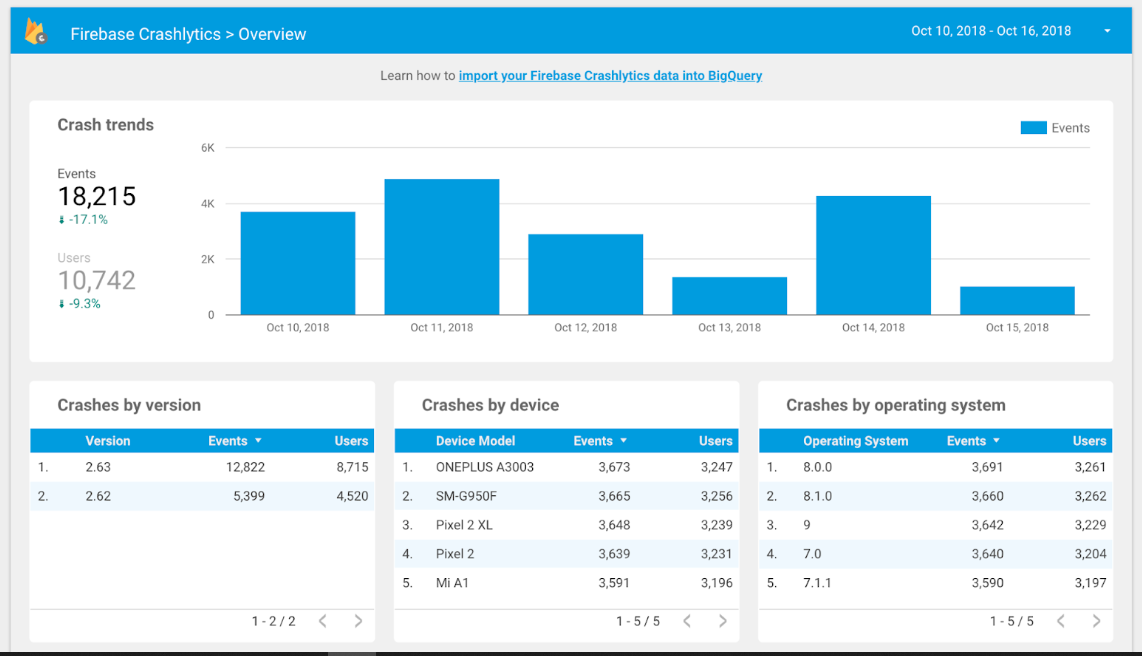 Firebase Crashlytics > Overview
Oct 10, 2018 - Oct 16, 2018
Learn how to import your Firebase Crashlytics data into BigQuery
Crash trends
Events
18,215
-17.1%
Users
10,742
-9.3%
Events
6K
4K
2K
0
Oct 10, 2018 Oct 11, 2018 Oct 12, 2018 Oct 13, 2018 Oct 14, 2018 Oct 15, 2018
Crashes by version
Version Events Users
1. 2.63 12,822 8,715
2. 2.62 5,399 4,520
1 - 2 / 2
Crashes by device
Device Model Events Users
1. ONEPLUS A3003 3,673 3,247
2. SM-G950F 3,665 3,256
3. Pixel 2 XL 3,648 3,239
4. Pixel 2 3,639 3,231
5. Mi A1 3,591 3,196
1 - 5 / 5
Crashes by operating system
Operating System Events Users
1. 8.0.0 3,691 3,261
2. 8.1.0 3,660 3,262
3. 9 3,642 3,229
4. 7.0 3,640 3,204
5. 7.1.1 3,590 3,197
1 - 5 / 5